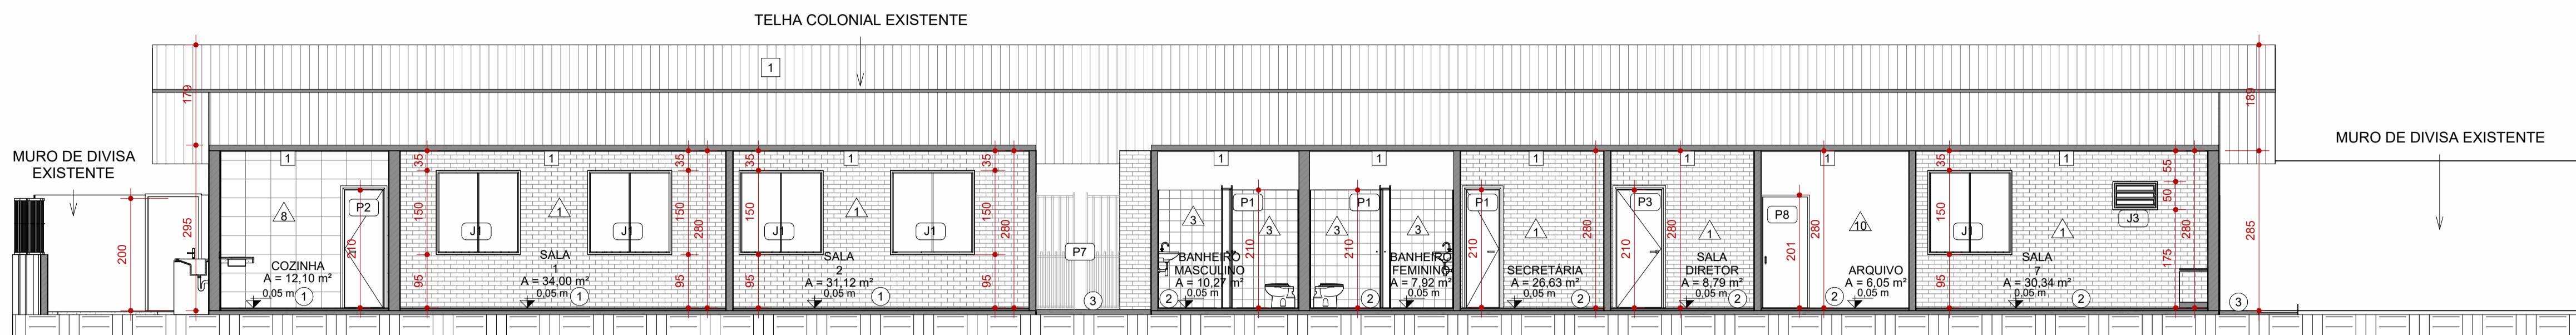 TELHA COLONIAL EXISTENTE
1
179
189
MURO DE DIVISA
EXISTENTE
MURO DE DIVISA EXISTENTE
200
295
1
8
P2
210
COZINHA
A = 12,10 m²
0,05 m
1
1
35
150
95
J1
1
J1
35
150
95
280
SALA
1
A = 34,00 m²
0,05 m
1
1
35
150
95
J1
1
J1
35
150
95
280
SALA
2
A = 31,12 m²
0,05 m
1
P7
3
1
3
P1
3
210
BANHEIRO
MASCULINO
A = 10,27 m²
0,05 m
2
1
3
P1
3
210
BANHEIRO
FEMININO
A = 7,92 m²
0,05 m
2
1
P1
1
210
280
SECRETÁRIA
A = 26,63 m²
0,05 m
2
1
P3
1
210
280
SALA
DIRETOR
A = 8,79 m²
0,05 m
2
1
P8
10
201
280
ARQUIVO
A = 6,05 m²
0,05 m
2
1
35
150
95
J1
1
J3
55
50
175
280
SALA
7
A = 30,34 m²
0,05 m
2
3
285